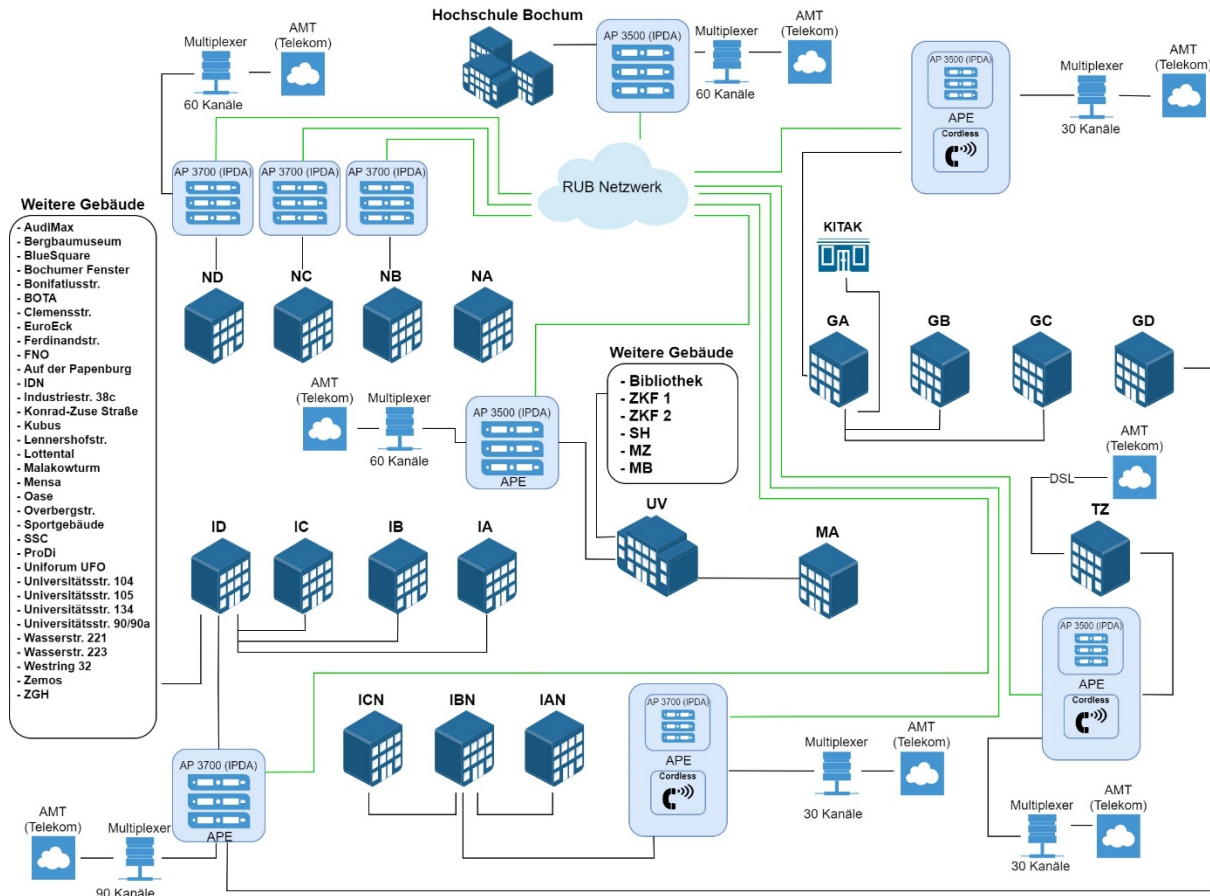 Hochschule Bochum
AMT
(Telekom)
Multiplexer
60 Kanäle
AP 3500 (IPDA)
Multiplexer
60 Kanäle
AMT
(Telekom)
AP 3500 (IPDA)
APE
Cordless
Multiplexer
30 Kanäle
AMT
(Telekom)
AP 3700 (IPDA)
AP 3700 (IPDA)
AP 3700 (IPDA)
RUB Netzwerk
Weitere Gebäude
- AudiMax
- Bergbaumuseum
- BlueSquare
- Bochumer Fenster
- Bonifatiusstr.
- BOTA
- Clemensstr.
- EuroEck
- Ferdinandstr.
- FNO
- Auf der Papenburg
- IDN
- Industriestr. 38c
- Konrad-Zuse Straße
- Kubus
- Lennershofstr.
- Lottental
- Malakowturm
- Mensa
- Oase
- Overbergstr.
- Sportgebäude
- SSC
- ProDi
- Uniforum UFO
- Universitätsstr. 104
- Universitätsstr. 105
- Universitätsstr. 134
- Universitätsstr. 90/90a
- Wasserstr. 221
- Wasserstr. 223
- Westring 32
- Zemos
- ZGH
ND
NC
NB
NA
KITAK
GA
GB
GC
GD
AMT
(Telekom)
Multiplexer
60 Kanäle
AP 3500 (IPDA)
APE
Weitere Gebäude
- Bibliothek
- ZKF 1
- ZKF 2
- SH
- MZ
- MB
AMT
(Telekom)
DSL
TZ
UV
MA
ID
IC
IB
IA
AP 3500 (IPDA)
APE
Cordless
ICN
IBN
IAN
AP 3700 (IPDA)
APE
Cordless
Multiplexer
30 Kanäle
AMT
(Telekom)
AP 3700 (IPDA)
APE
AMT
(Telekom)
Multiplexer
90 Kanäle
Multiplexer
30 Kanäle
AMT
(Telekom)